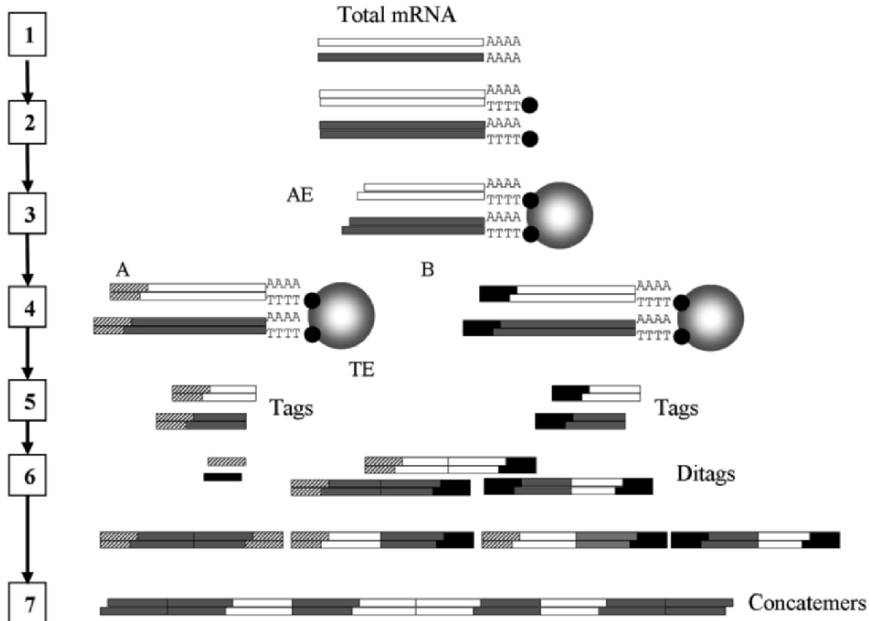 Total mRNA
1
AAAA
AAAA
2
AAAA
TTTT
AAAA
TTTT
3
AE
AAAA
TTTT
AAAA
TTTT
4
A
AAAA
TTTT
AAAA
TTTT
TE
B
AAAA
TTTT
AAAA
TTTT
5
Tags
Tags
6
Ditags
7
Concatemers